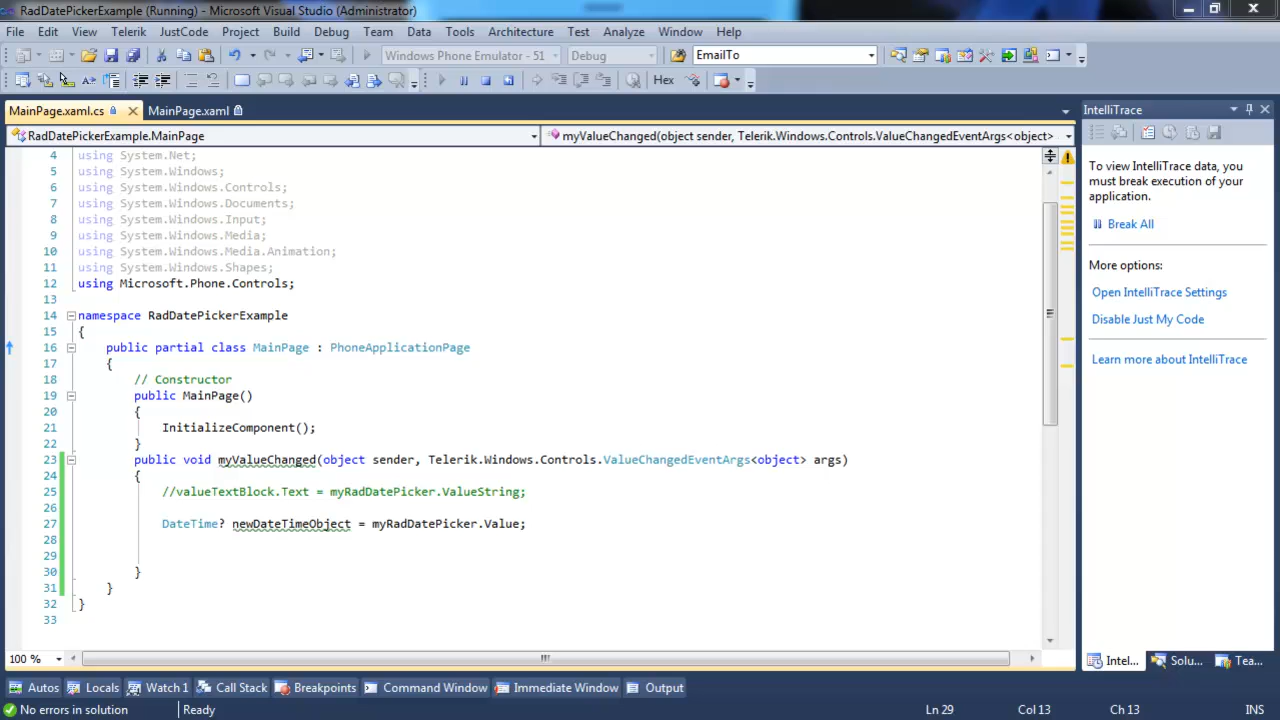 RadDatePickerExample (Running) - Microsoft Visual Studio (Administrator)
File Edit View Telerik JustCode Project Build Debug Team Data Tools Architecture Test Analyze Window Help
Windows Phone Emulator - 51 Debug EmailTo
Hex
MainPage.xaml.cs MainPage.xaml
RadDatePickerExample.MainPage myValueChanged(object sender, Telerik.Windows.Controls.ValueChangedEventArgs<object>
4 using System.Net;
5 using System.Windows;
6 using System.Windows.Controls;
7 using System.Windows.Documents;
8 using System.Windows.Input;
9 using System.Windows.Media;
10 using System.Windows.Media.Animation;
11 using System.Windows.Shapes;
12 using Microsoft.Phone.Controls;
13
14 namespace RadDatePickerExample
15 {
16 public partial class MainPage : PhoneApplicationPage
17 {
18 // Constructor
19 public MainPage()
20 {
21 InitializeComponent();
22 }
23 public void myValueChanged(object sender, Telerik.Windows.Controls.ValueChangedEventArgs<object> args)
24 {
25 //valueTextBlock.Text = myRadDatePicker.ValueString;
26
27 DateTime? newDateTimeObject = myRadDatePicker.Value;
28
29
30 }
31 }
32 }
33
100 %
IntelliTrace
To view IntelliTrace data, you
must break execution of your
application.
Break All
More options:
Open IntelliTrace Settings
Disable Just My Code
Learn more about IntelliTrace
Intel... Solu... Tea...
Autos Locals Watch 1 Call Stack Breakpoints Command Window Immediate Window Output
No errors in solution Ready Ln 29 Col 13 Ch 13 INS